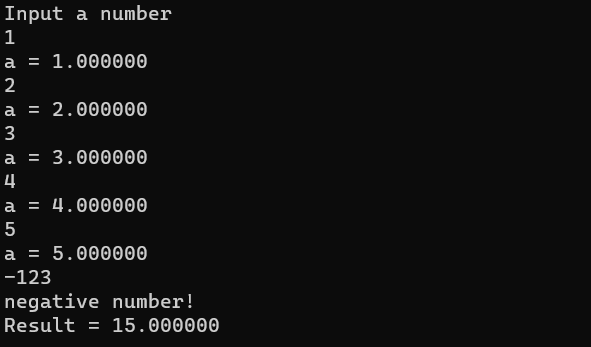 Input a number
1
a = 1.000000
2
a = 2.000000
3
a = 3.000000
4
a = 4.000000
5
a = 5.000000
-123
negative number!
Result = 15.000000